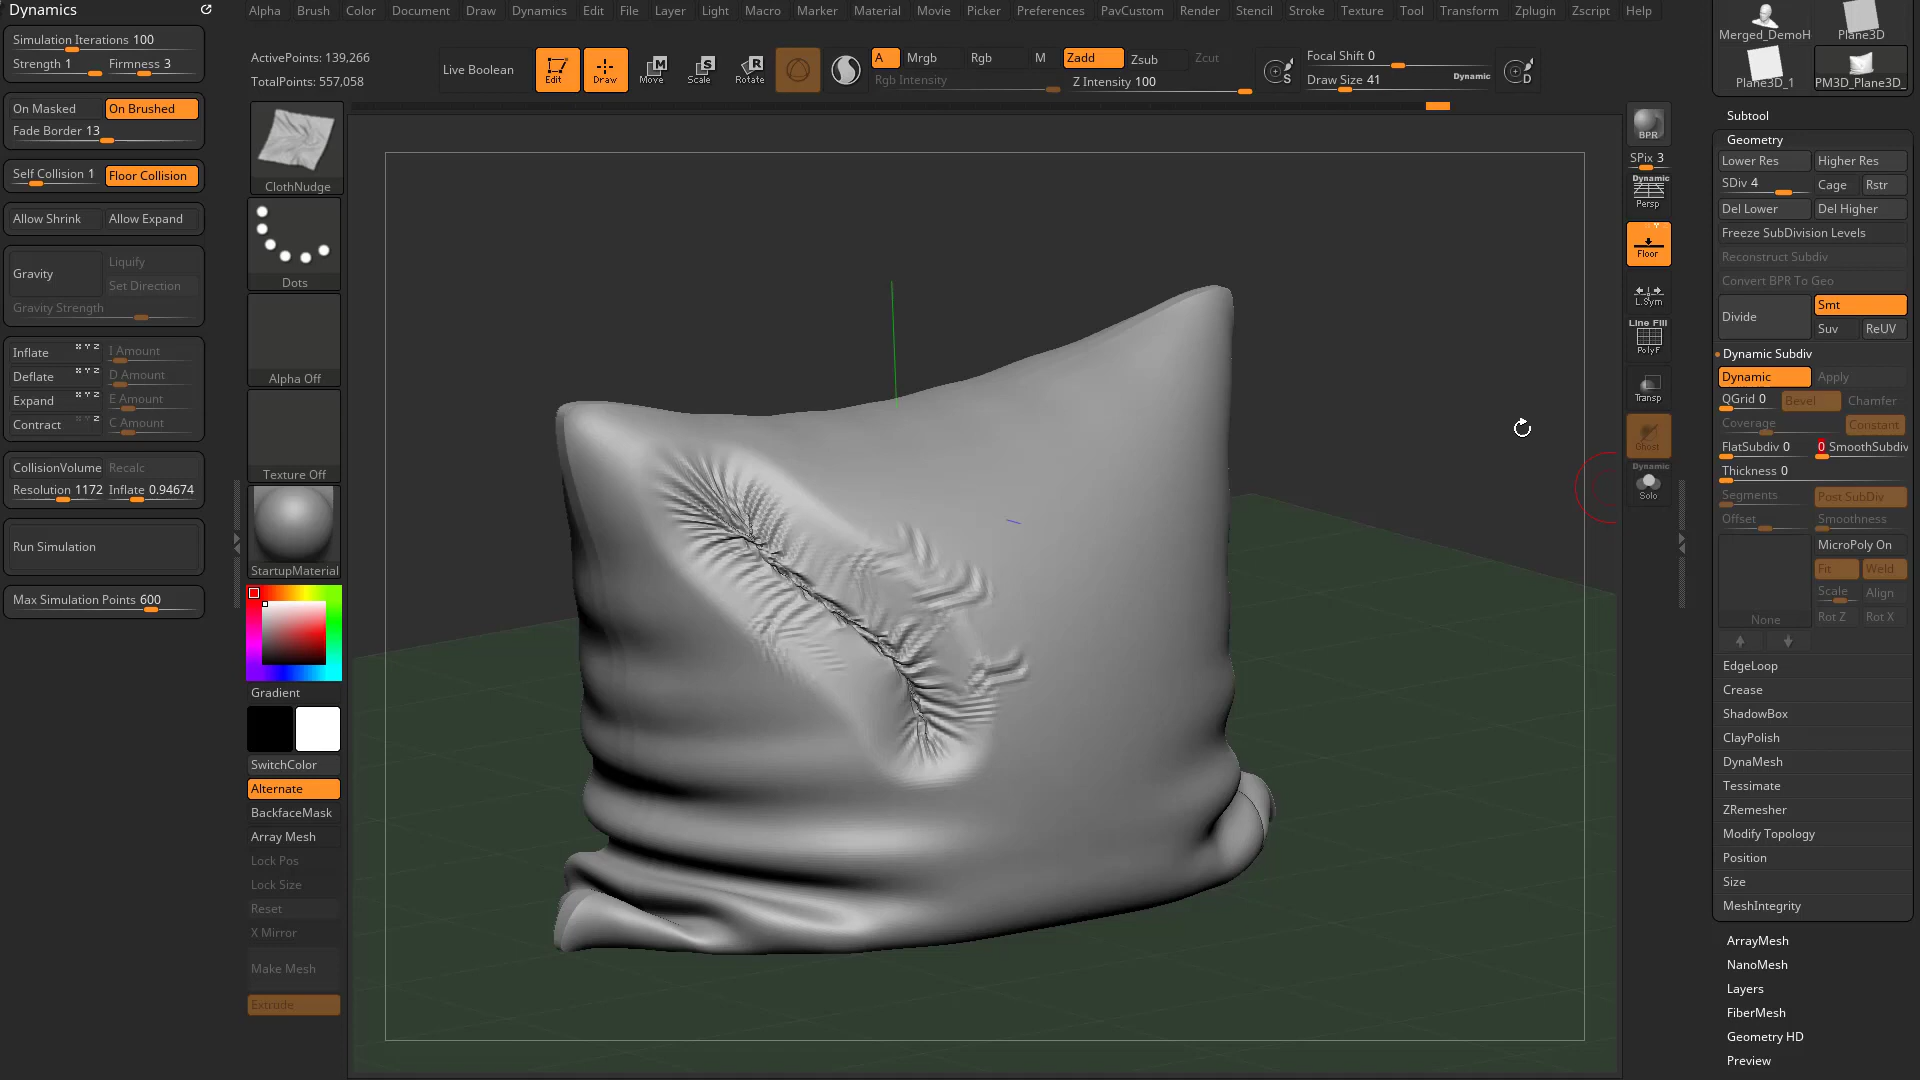 Dynamics
Alpha Brush Color Document Draw Dynamics Edit File Layer Light Macro Marker Material Movie Picker Preferences PavCustom Render Stencil Stroke Texture Tool Transform Zplugin Zscript Help
Simulation Iterations 100
Strength 1 Firmness 3
On Masked On Brushed
Fade Border 13
Self Collision 1 Floor Collision
Allow Shrink Allow Expand
Gravity Liquify
Set Direction
Gravity Strength
Inflate X Y Z I Amount
Deflate X Y Z D Amount
Expand X Y Z E Amount
Contract X Y Z C Amount
CollisionVolume Recalc
Resolution 1172 Inflate 0.94674
Run Simulation
Max Simulation Points 600
ActivePoints: 139,266
TotalPoints: 557,058
Live Boolean
Edit Draw Move Scale Rotate
M S R
A Mrgb Rgb M Zadd Zsub Zcut
Rgb Intensity Z Intensity 100
S
Focal Shift 0
Draw Size 41 Dynamic
D
ClothNudge
Dots
Alpha Off
Texture Off
StartupMaterial
Gradient
SwitchColor
Alternate
BackfaceMask
Array Mesh
Lock Pos
Lock Size
Reset
X Mirror
Make Mesh
Extrude
BPR
SPix 3
Dynamic
Persp
Floor
L.Sym
Line Fill
PolyF
Transp
Ghost
Dynamic
Solo
Merged_DemoH Plane3D
Plane3D_1 PM3D_Plane3D_
Subtool
Geometry
Lower Res Higher Res
SDiv 4 Cage Rstr
Del Lower Del Higher
Freeze SubDivision Levels
Reconstruct Subdiv
Convert BPR To Geo
Divide Smt
Suv ReUV
Dynamic Subdiv
Dynamic Apply
QGrid 0 Bevel Chamfer
Coverage Constant
FlatSubdiv 0 0 SmoothSubdiv
Thickness 0
Segments Post SubDiv
Offset Smoothness
MicroPoly On
Fit Weld
Scale Align
None Rot Z Rot X
EdgeLoop
Crease
ShadowBox
ClayPolish
DynaMesh
Tessimate
ZRemesher
Modify Topology
Position
Size
MeshIntegrity
ArrayMesh
NanoMesh
Layers
FiberMesh
Geometry HD
Preview